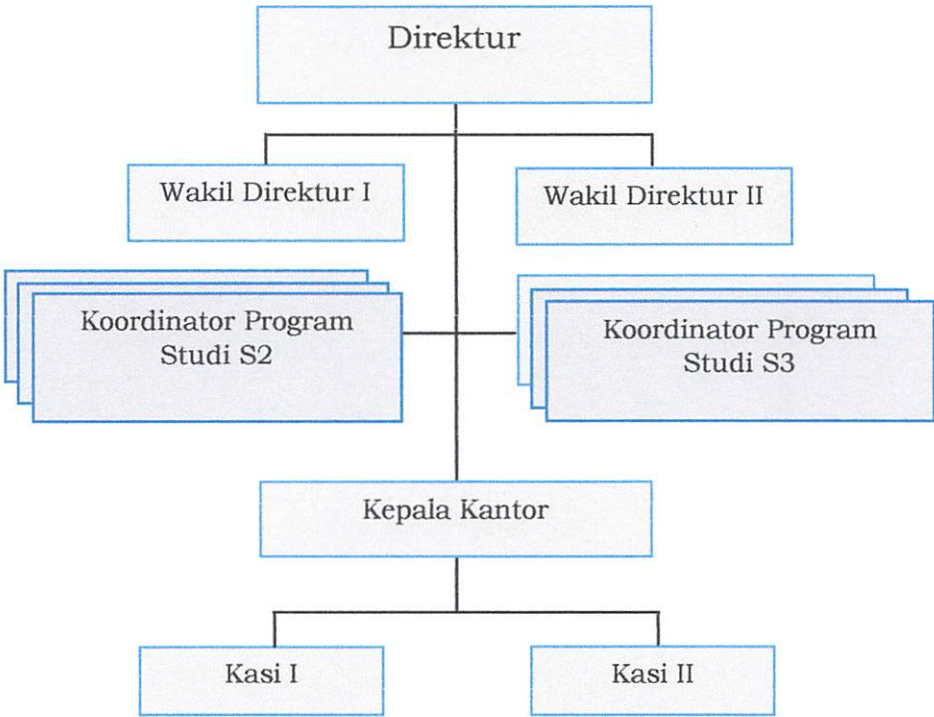 Direktur
Wakil Direktur I
Wakil Direktur II
Koordinator Program
Studi S2
Koordinator Program
Studi S3
Kepala Kantor
Kasi I
Kasi II